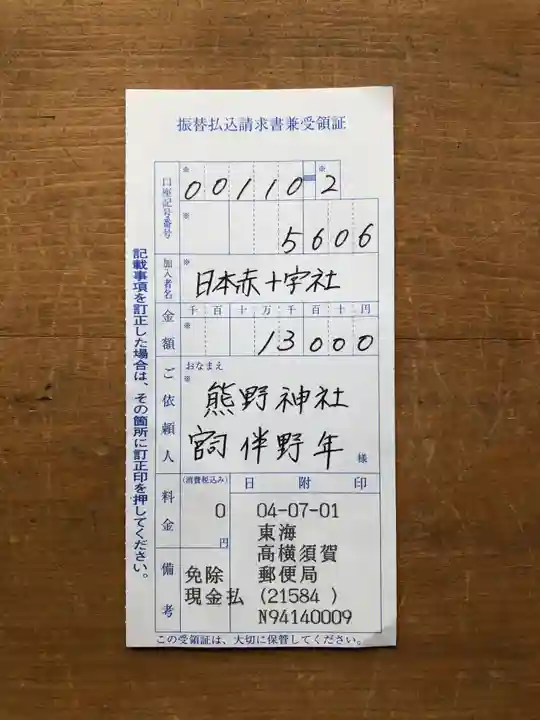 振替払込請求書兼受領証
口座記号番号
※
00110-2
※
5606
加入者名
※
日本赤十字社
金額
千百十万千百十円
※
13000
ご依頼人
おなまえ
※
熊野神社
宮司 伴野年
様
料金
(消費税込み)
0
円
備考
免除
現金払
日附印
04-07-01
東海
高横須賀
郵便局
(21584 )
N94140009
記載事項を訂正した場合は、その箇所に訂正印を押してください。
この受領証は、大切に保管してください。